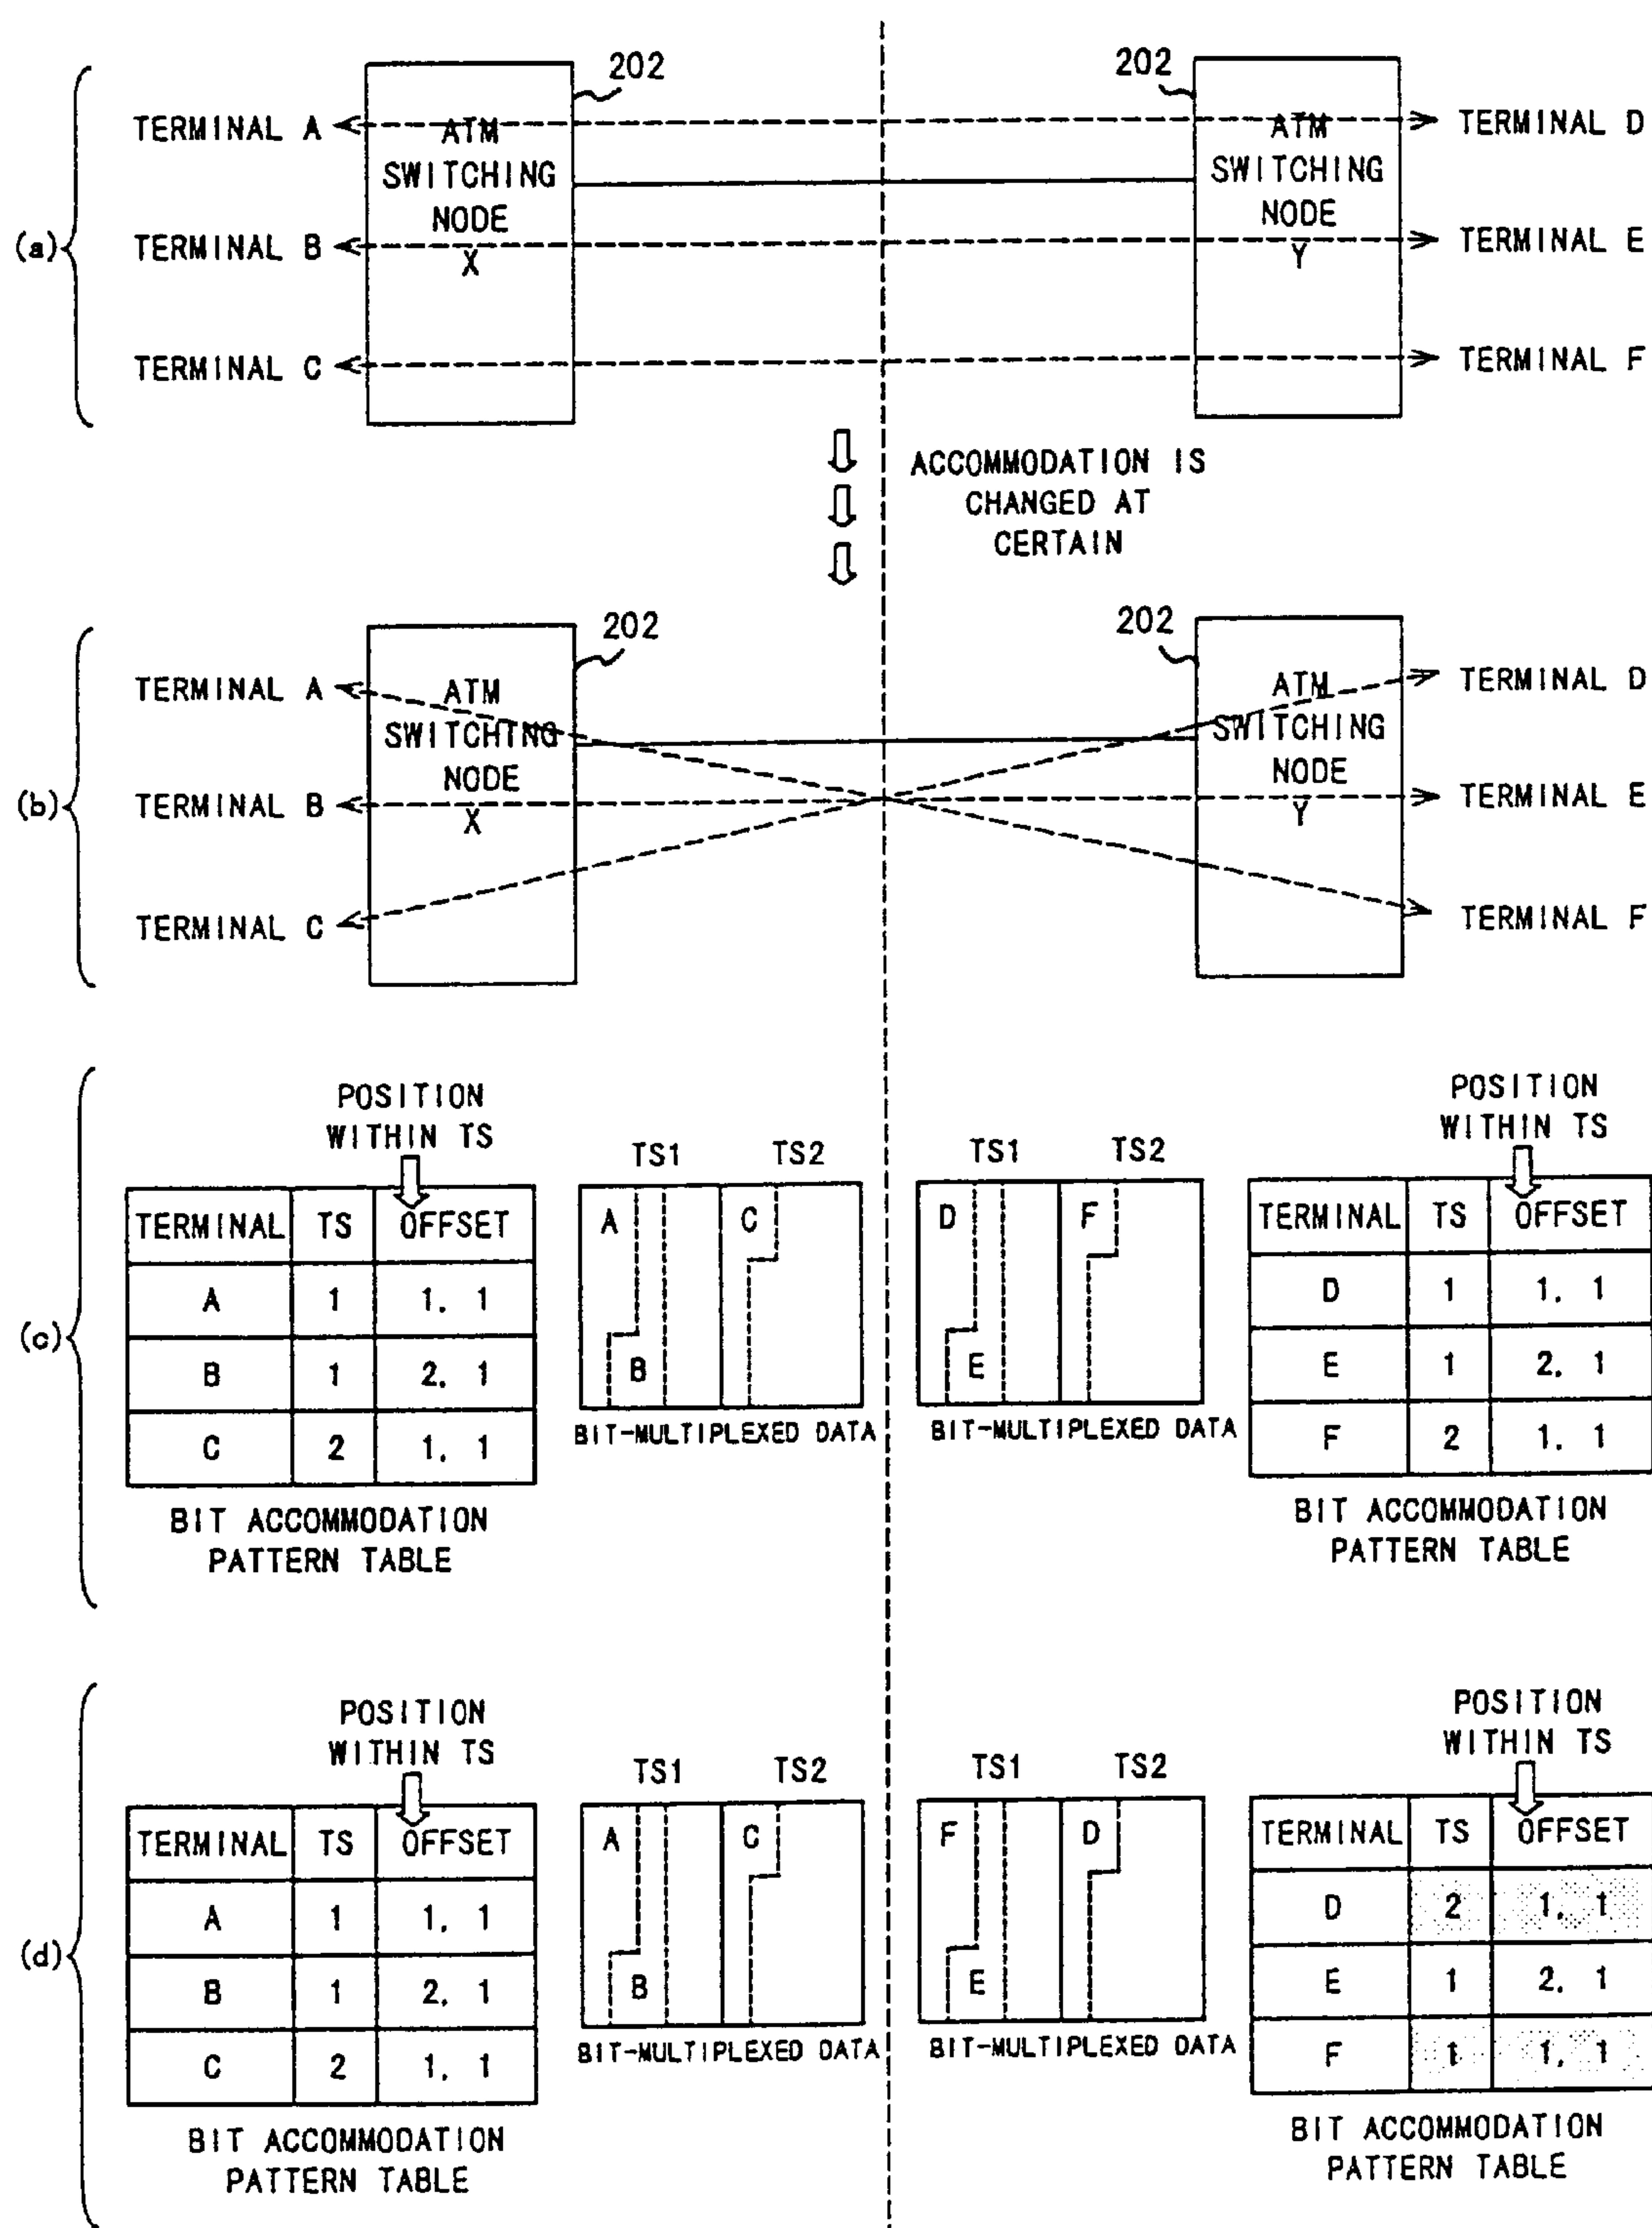 (a)
202
202
TERMINAL A
ATM
SWITCHING
NODE
X
ATM
SWITCHING
NODE
Y
TERMINAL D
TERMINAL B
TERMINAL E
TERMINAL C
TERMINAL F
ACCOMMODATION IS
CHANGED AT
CERTAIN
(b)
202
202
TERMINAL A
ATM
SWITCHING
NODE
X
ATM
SWITCHING
NODE
Y
TERMINAL D
TERMINAL B
TERMINAL E
TERMINAL C
TERMINAL F
(c)
POSITION
WITHIN TS
TERMINAL TS OFFSET
A 1 1, 1
B 1 2, 1
C 2 1, 1
BIT ACCOMMODATION
PATTERN TABLE
TS1 TS2
A C
B
BIT-MULTIPLEXED DATA
TS1 TS2
D F
E
BIT-MULTIPLEXED DATA
POSITION
WITHIN TS
TERMINAL TS OFFSET
D 1 1, 1
E 1 2, 1
F 2 1, 1
BIT ACCOMMODATION
PATTERN TABLE
(d)
POSITION
WITHIN TS
TERMINAL TS OFFSET
A 1 1, 1
B 1 2, 1
C 2 1, 1
BIT ACCOMMODATION
PATTERN TABLE
TS1 TS2
A C
B
BIT-MULTIPLEXED DATA
TS1 TS2
F D
E
BIT-MULTIPLEXED DATA
POSITION
WITHIN TS
TERMINAL TS OFFSET
D 2 1, 1
E 1 2, 1
F 1 1, 1
BIT ACCOMMODATION
PATTERN TABLE